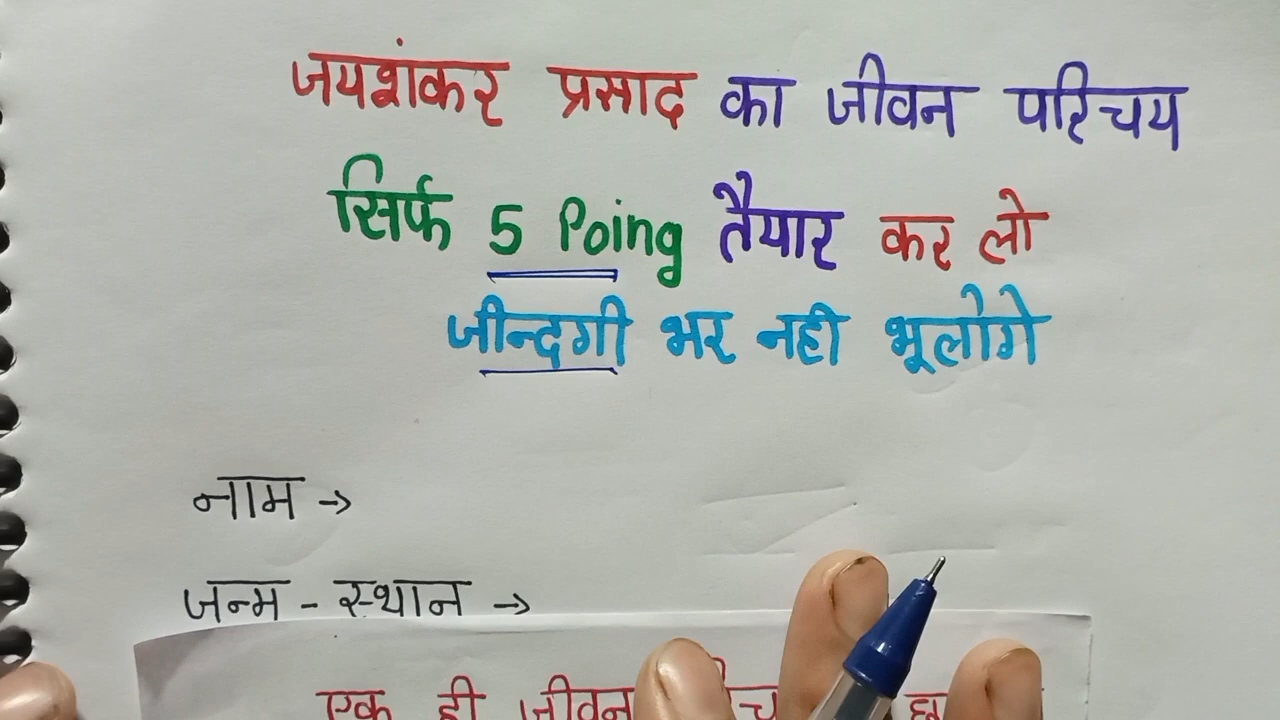 जयशंकर प्रसाद का जीवन परिचय
सिर्फ 5 Poing तैयार कर लो
जीन्दगी भर नही भूलोगे
नाम →
जन्म - स्थान →
एक ही जीवन